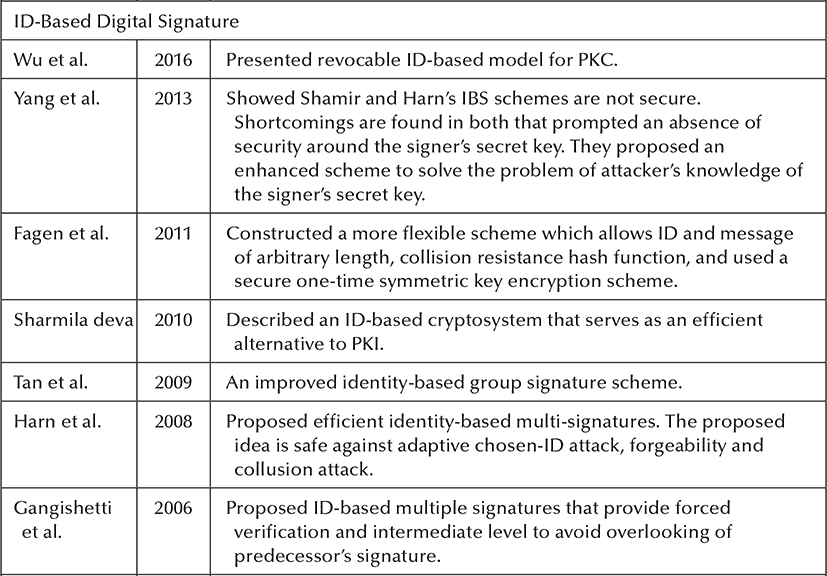 ID-Based Digital Signature
Wu et al. 2016 Presented revocable ID-based model for PKC.
Yang et al. 2013 Showed Shamir and Harn’s IBS schemes are not secure.
Shortcomings are found in both that prompted an absence of
security around the signer’s secret key. They proposed an
enhanced scheme to solve the problem of attacker’s knowledge of
the signer’s secret key.
Fagen et al. 2011 Constructed a more flexible scheme which allows ID and message
of arbitrary length, collision resistance hash function, and used a
secure one-time symmetric key encryption scheme.
Sharmila deva 2010 Described an ID-based cryptosystem that serves as an efficient
alternative to PKI.
Tan et al. 2009 An improved identity-based group signature scheme.
Harn et al. 2008 Proposed efficient identity-based multi-signatures. The proposed
idea is safe against adaptive chosen-ID attack, forgeability and
collusion attack.
Gangishetti 2006 Proposed ID-based multiple signatures that provide forced
et al. verification and intermediate level to avoid overlooking of
predecessor’s signature.